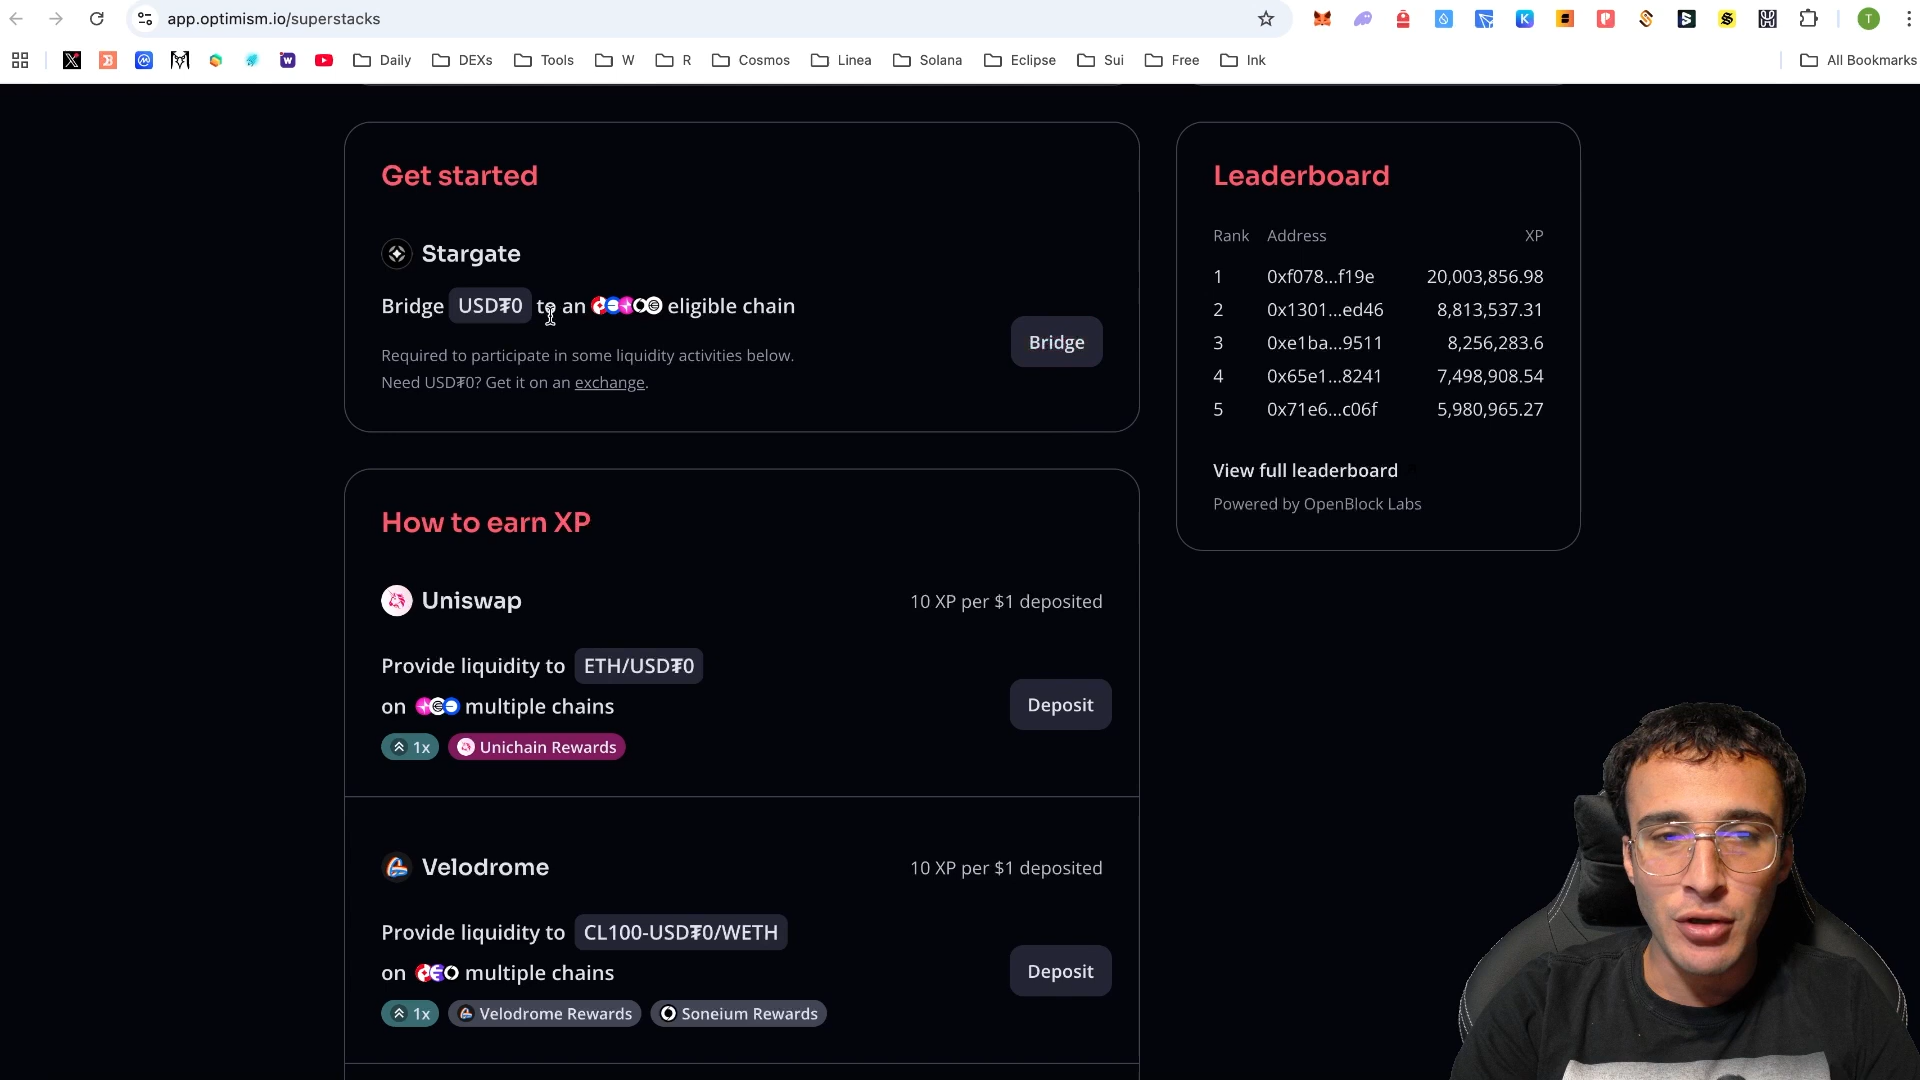 app.optimism.io/superstacks
T
Daily
DEXs
Tools
W
R
Cosmos
Linea
Solana
Eclipse
Sui
Free
Ink
All Bookmarks
Get started
Stargate
Bridge USD₮0 to an eligible chain
Required to participate in some liquidity activities below.
Need USD₮0? Get it on an exchange.
Bridge
Leaderboard
Rank Address XP
1 0xf078...f19e 20,003,856.98
2 0x1301...ed46 8,813,537.31
3 0xe1ba...9511 8,256,283.6
4 0x65e1...8241 7,498,908.54
5 0x71e6...c06f 5,980,965.27
View full leaderboard
Powered by OpenBlock Labs
How to earn XP
Uniswap
10 XP per $1 deposited
Provide liquidity to ETH/USD₮0
on multiple chains
Deposit
1x Unichain Rewards
Velodrome
10 XP per $1 deposited
Provide liquidity to CL100-USD₮0/WETH
on multiple chains
Deposit
1x Velodrome Rewards Soneium Rewards